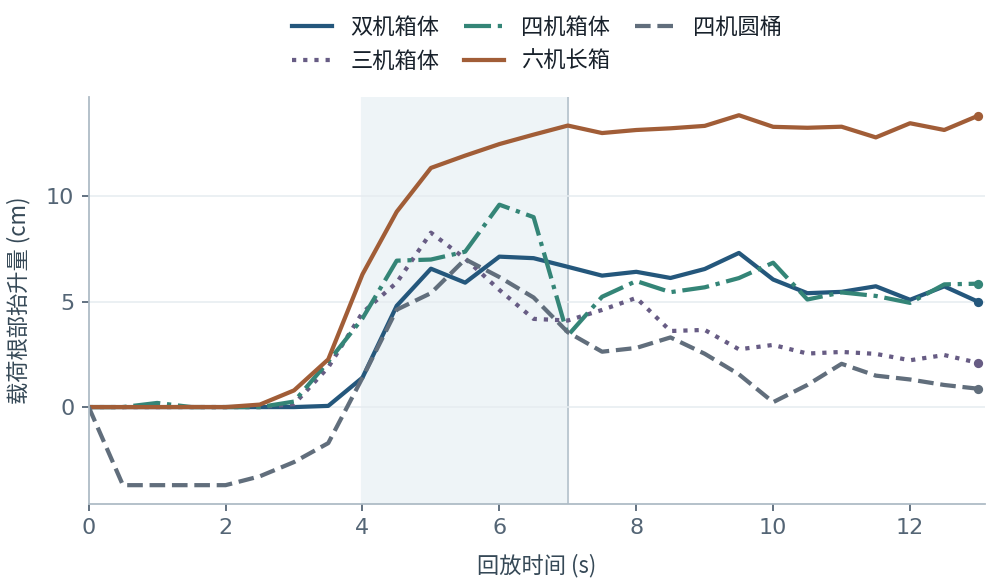 双机箱体 四机箱体 四机圆桶
三机箱体 六机长箱
10
5
0
载荷根部抬升量 (cm)
0 2 4 6 8 10 12
回放时间 (s)